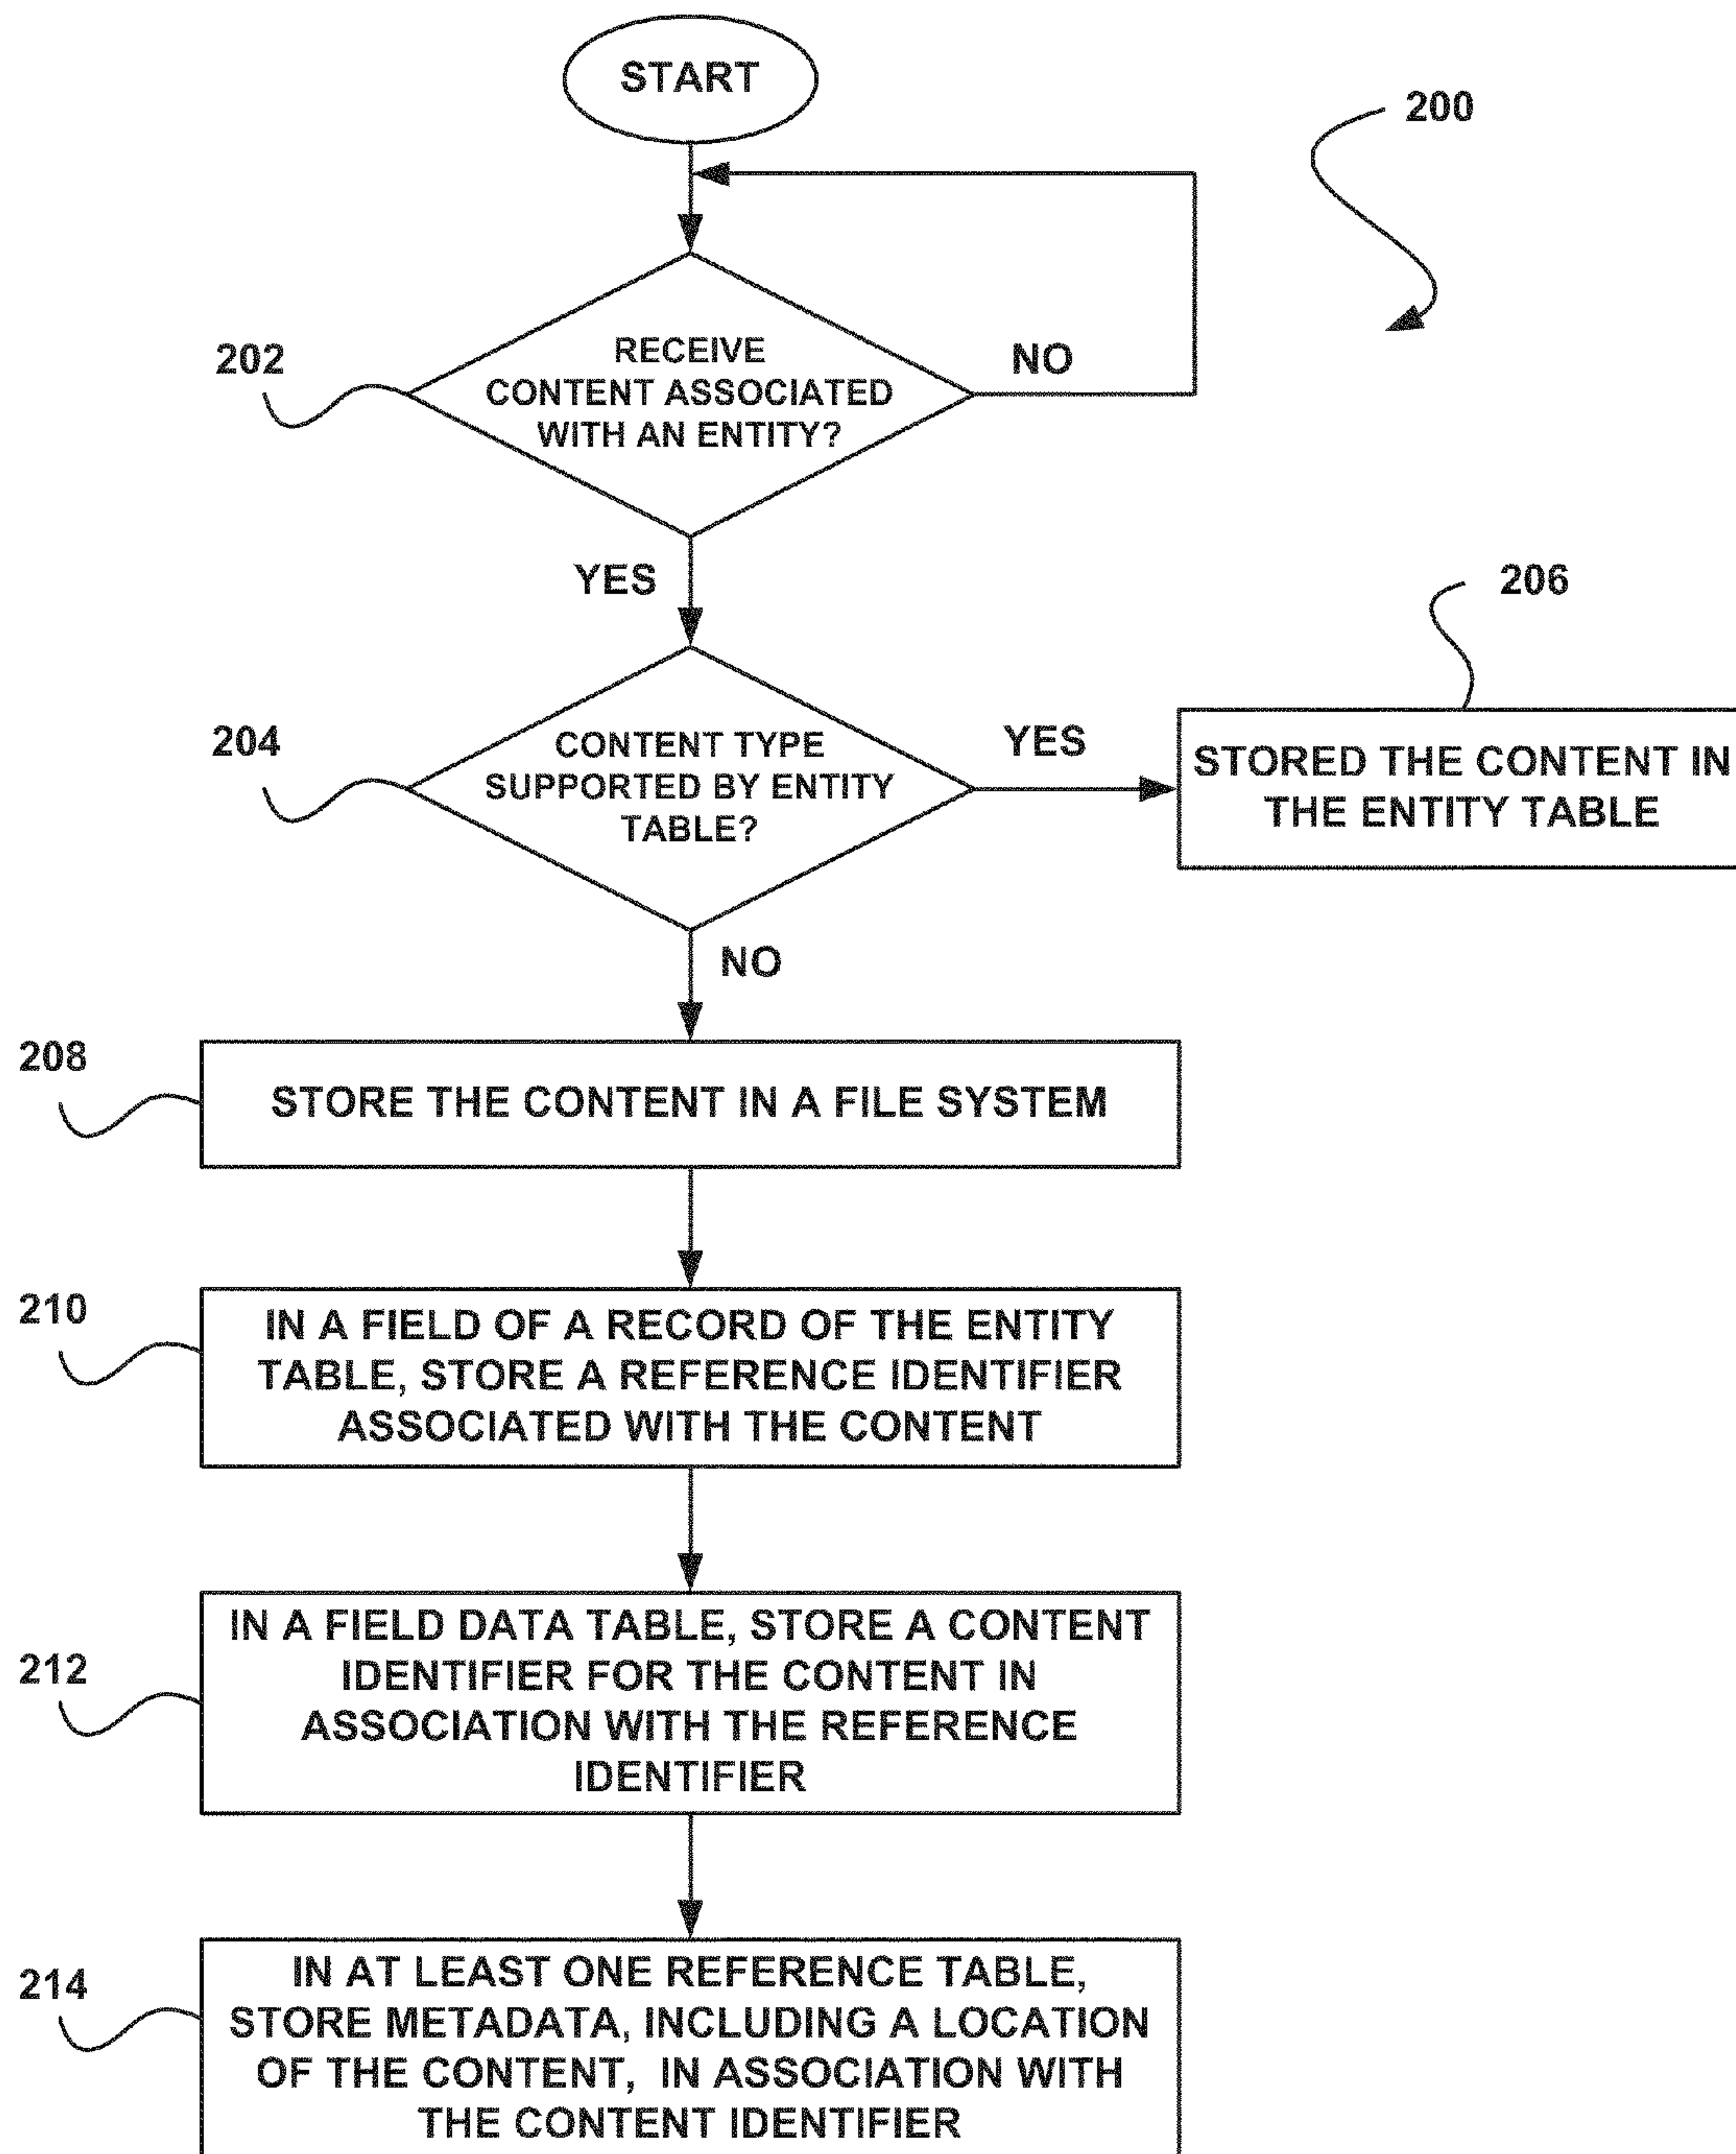 START
200
202
RECEIVE
CONTENT ASSOCIATED
WITH AN ENTITY?
NO
YES
206
204
CONTENT TYPE
SUPPORTED BY ENTITY
TABLE?
YES
STORED THE CONTENT IN
THE ENTITY TABLE
NO
208
STORE THE CONTENT IN A FILE SYSTEM
210
IN A FIELD OF A RECORD OF THE ENTITY
TABLE, STORE A REFERENCE IDENTIFIER
ASSOCIATED WITH THE CONTENT
212
IN A FIELD DATA TABLE, STORE A CONTENT
IDENTIFIER FOR THE CONTENT IN
ASSOCIATION WITH THE REFERENCE
IDENTIFIER
214
IN AT LEAST ONE REFERENCE TABLE,
STORE METADATA, INCLUDING A LOCATION
OF THE CONTENT, IN ASSOCIATION WITH
THE CONTENT IDENTIFIER